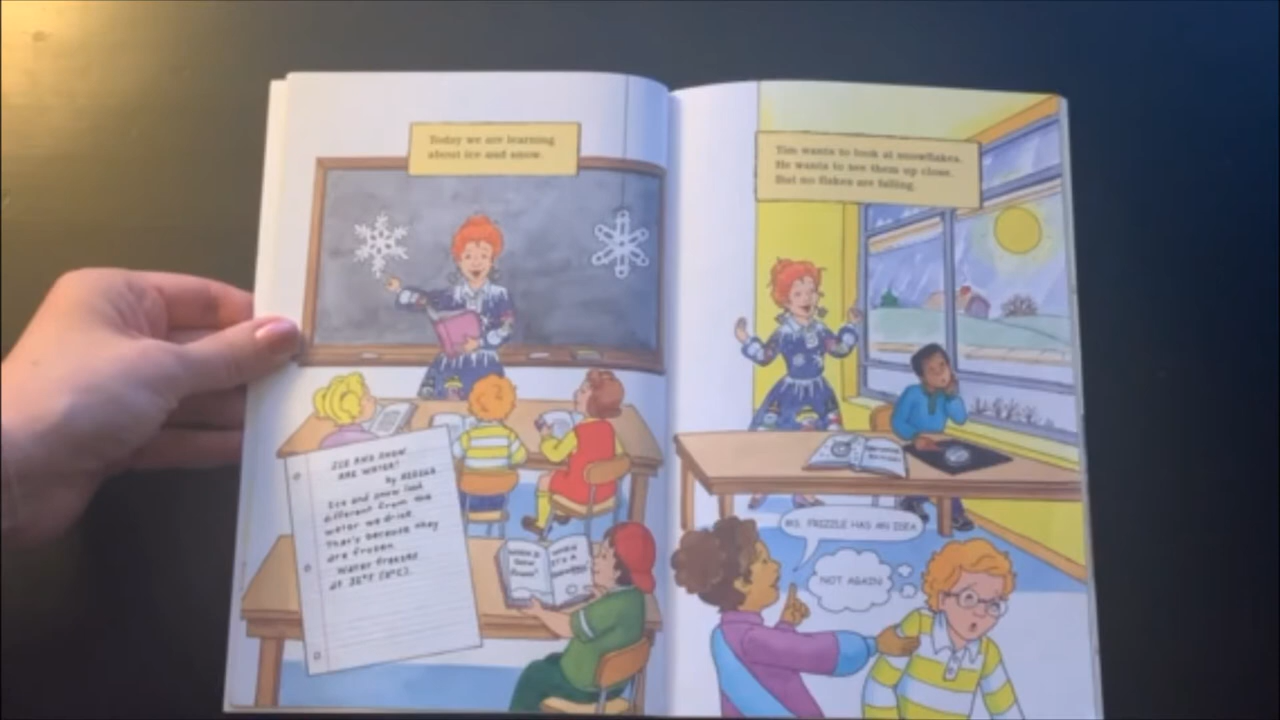 Today we are learning
about ice and snow.
ICE AND SNOW
ARE WATER!
by
Ice and snow look
different from the
water we drink.
That's because they
are frozen.
Water freezes
at 32°F (0°C).
Tim wants to look at snowflakes.
He wants to see them up close.
But no flakes are falling.
MS. FRIZZLE HAS AN IDEA.
NOT AGAIN!